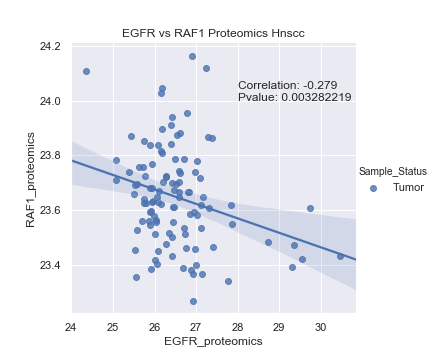 EGFR vs RAF1 Proteomics Hnscc
24.2
24.0
23.8
23.6
23.4
RAF1_proteomics
Correlation: -0.279
Pvalue: 0.003282219
Sample_Status
Tumor
24 25 26 27 28 29 30
EGFR_proteomics